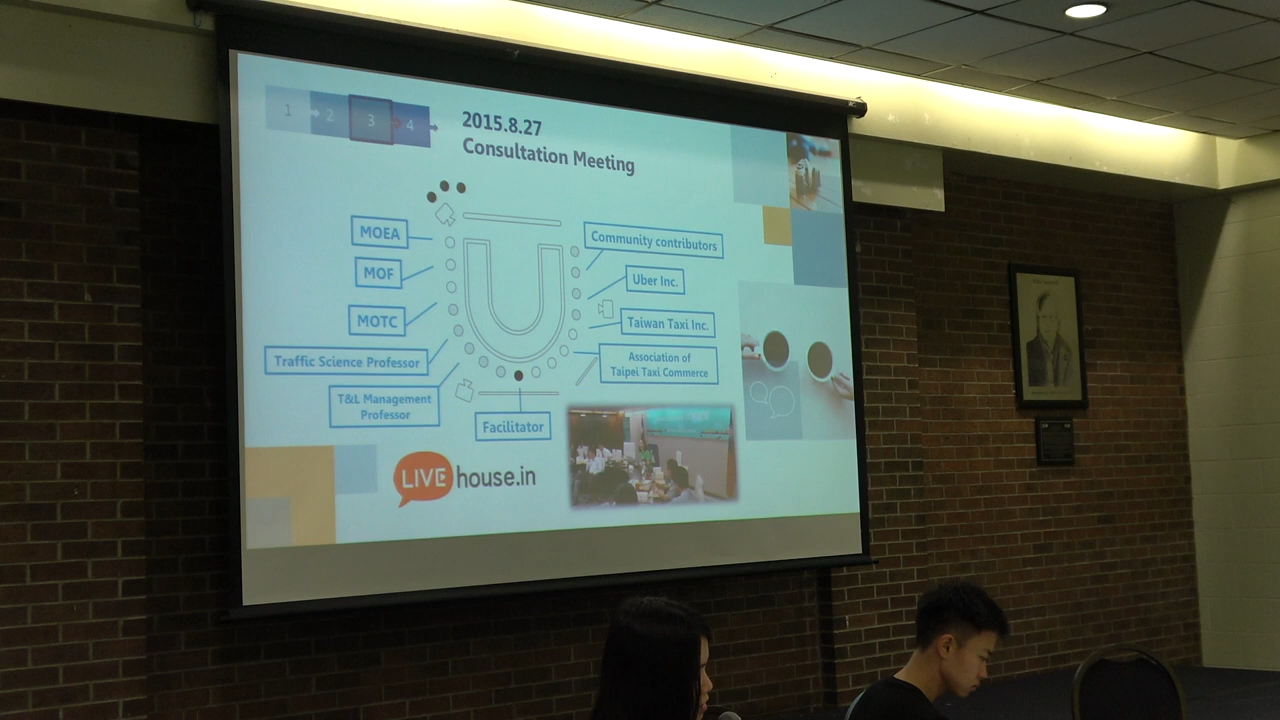 1
2
3
4
2015.8.27
Consultation Meeting
MOEA
MOF
MOTC
Traffic Science Professor
T&L Management
Professor
Facilitator
Community contributors
Uber Inc.
Taiwan Taxi Inc.
Association of
Taipei Taxi Commerce
LIVE house.in